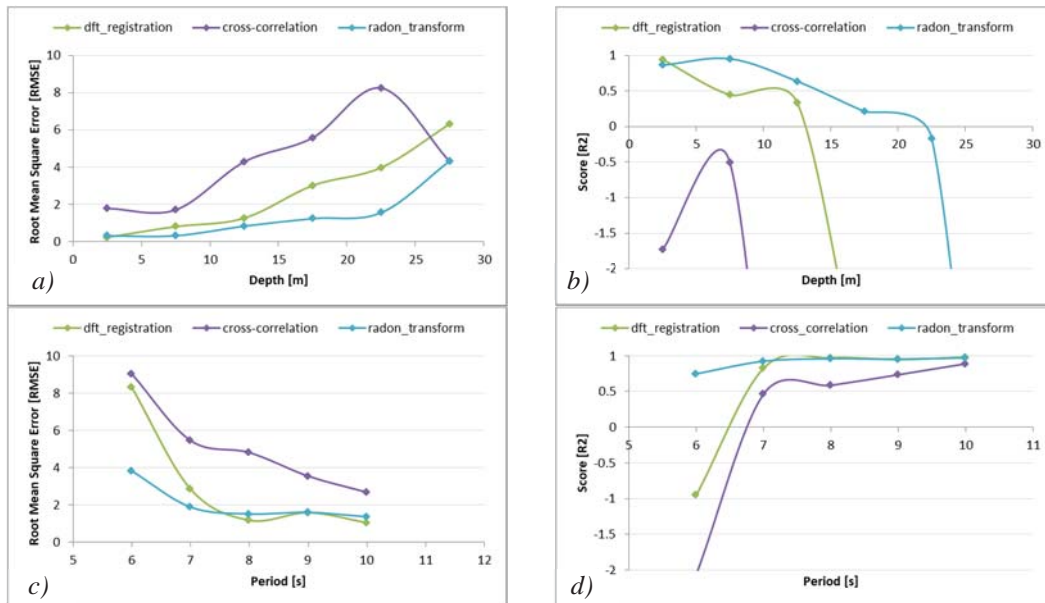 dft_registration cross-correlation radon_transform
Root Mean Square Error [RMSE]
10
8
6
4
2
0
0 5 10 15 20 25 30
Depth [m]
a)
dft_registration cross-correlation radon_transform
Score [R2]
1
0.5
0
-0.5
-1
-1.5
-2
0 5 10 15 20 25 30
Depth [m]
b)
dft_registration cross-correlation radon_transform
Root Mean Square Error [RMSE]
10
8
6
4
2
0
5 6 7 8 9 10 11 12
Period [s]
c)
dft_registration cross_correlation radon_transform
Score [R2]
1
0.5
0
-0.5
-1
-1.5
-2
5 6 7 8 9 10 11
Period [s]
d)